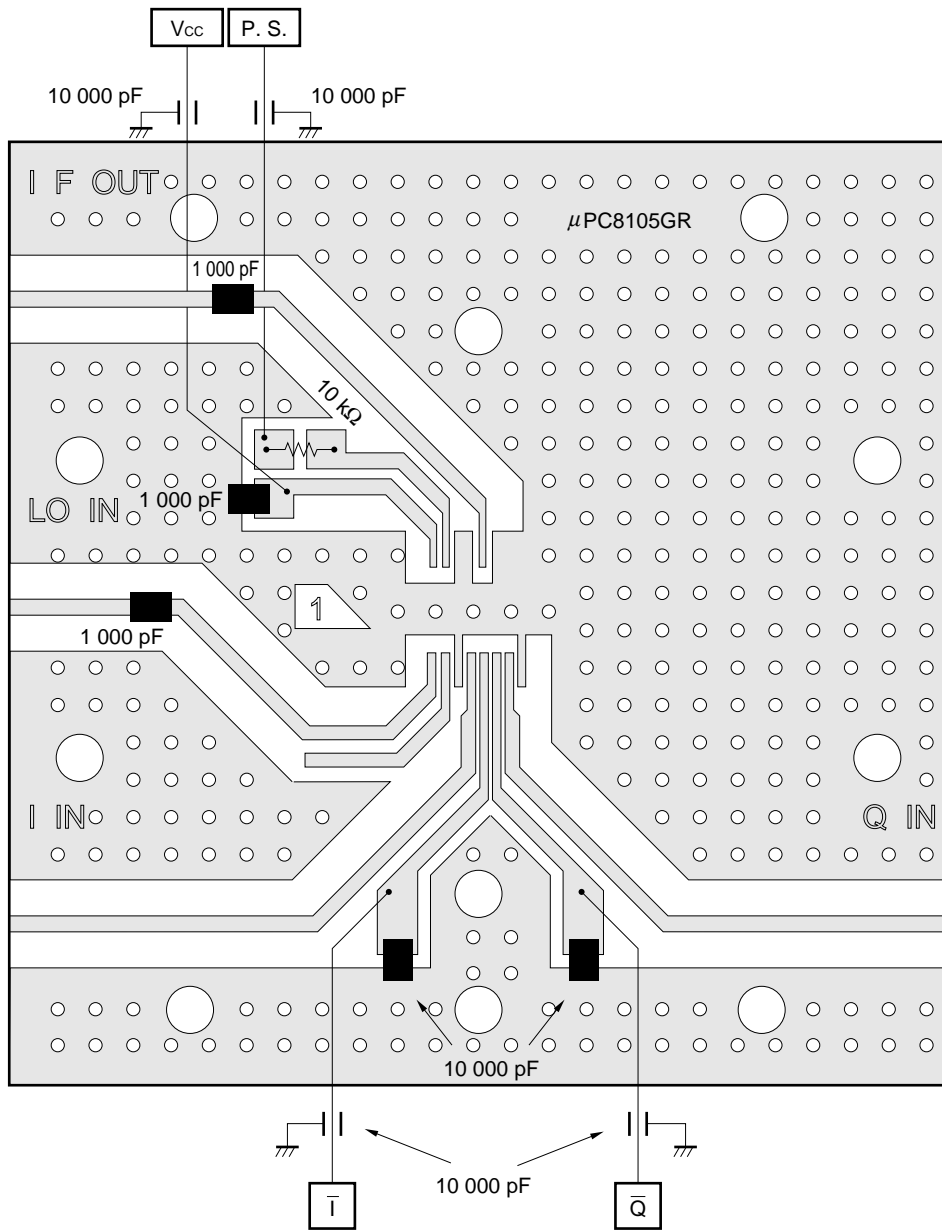 Vcc P. S.
10 000 pF 10 000 pF
I F OUT
μPC8105GR
1 000 pF
10 kΩ
1 000 pF
LO IN
1
1 000 pF
I IN
Q IN
10 000 pF
10 000 pF
I̅ Q̅